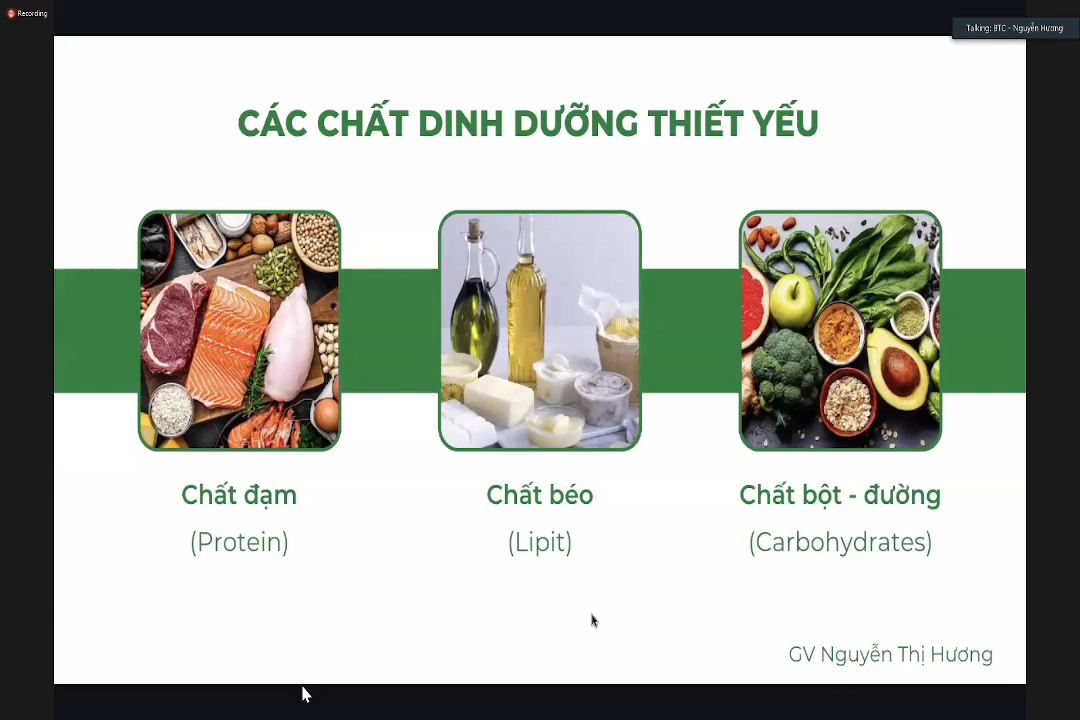 Recording
Talking: BTC - Nguyễn Hương
CÁC CHẤT DINH DƯỠNG THIẾT YẾU
Chất đạm
(Protein)
Chất béo
(Lipit)
Chất bột - đường
(Carbohydrates)
GV Nguyễn Thị Hương